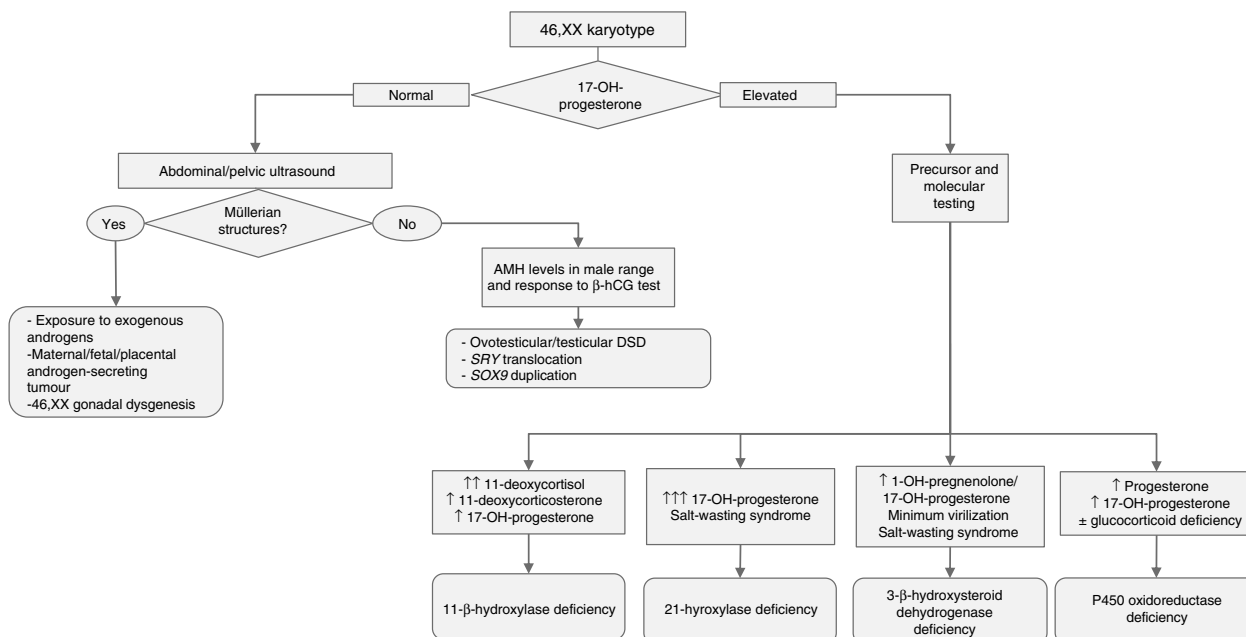 46,XX karyotype
17-OH-
progesterone
Normal
Elevated
Abdominal/pelvic ultrasound
Precursor and
molecular
testing
Müllerian
structures?
Yes
No
AMH levels in male range
and response to β-hCG test
- Exposure to exogenous
androgens
-Maternal/fetal/placental
androgen-secreting
tumour
-46,XX gonadal dysgenesis
- Ovotesticular/testicular DSD
- SRY translocation
- SOX9 duplication
↑↑ 11-deoxycortisol
↑ 11-deoxycorticosterone
↑ 17-OH-progesterone
↑↑↑ 17-OH-progesterone
Salt-wasting syndrome
↑ 1-OH-pregnenolone/
17-OH-progesterone
Minimum virilization
Salt-wasting syndrome
↑ Progesterone
↑ 17-OH-progesterone
± glucocorticoid deficiency
11-β-hydroxylase deficiency
21-hyroxylase deficiency
3-β-hydroxysteroid
dehydrogenase
deficiency
P450 oxidoreductase
deficiency